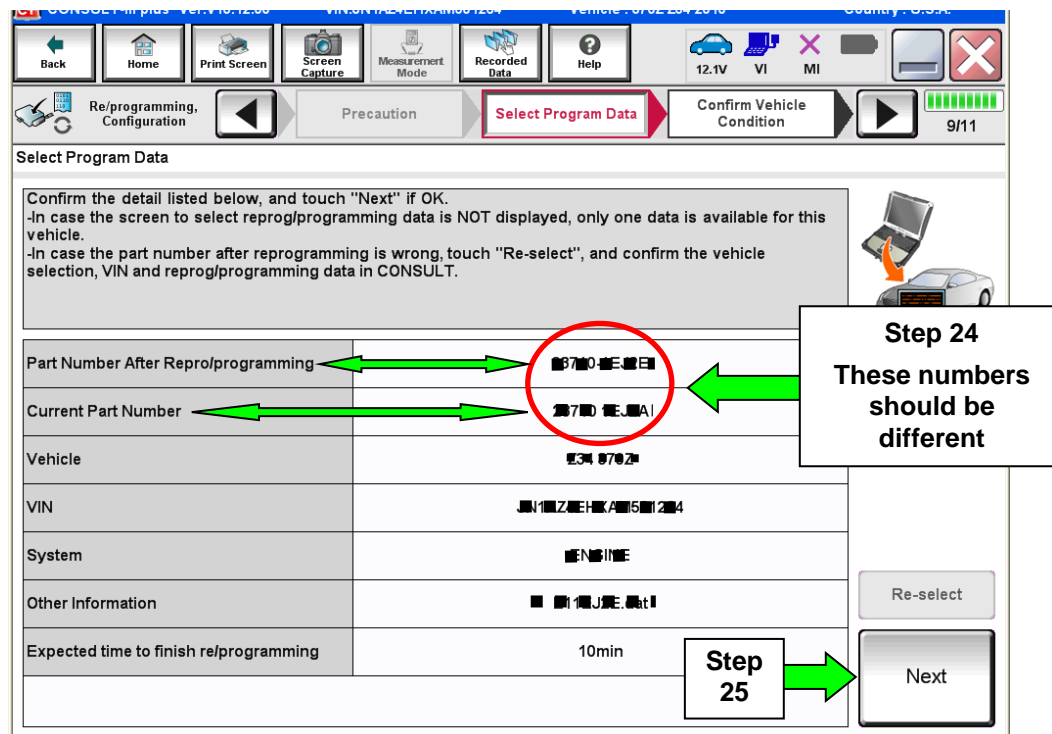 Back
Home
Print Screen
Screen
Capture
Measurement
Mode
Recorded
Data
Help
12.1V
VI
MI
Re/programming,
Configuration
Precaution
Select Program Data
Confirm Vehicle
Condition
9/11
Select Program Data
Confirm the detail listed below, and touch "Next" if OK.
-In case the screen to select reprog/programming data is NOT displayed, only one data is available for this
vehicle.
-In case the part number after reprogramming is wrong, touch "Re-select", and confirm the vehicle
selection, VIN and reprog/programming data in CONSULT.
Step 24
These numbers
should be
different
Part Number After Repro/programming
Current Part Number
Vehicle
VIN
System
Other Information
Expected time to finish re/programming
10min
Re-select
Step
25
Next